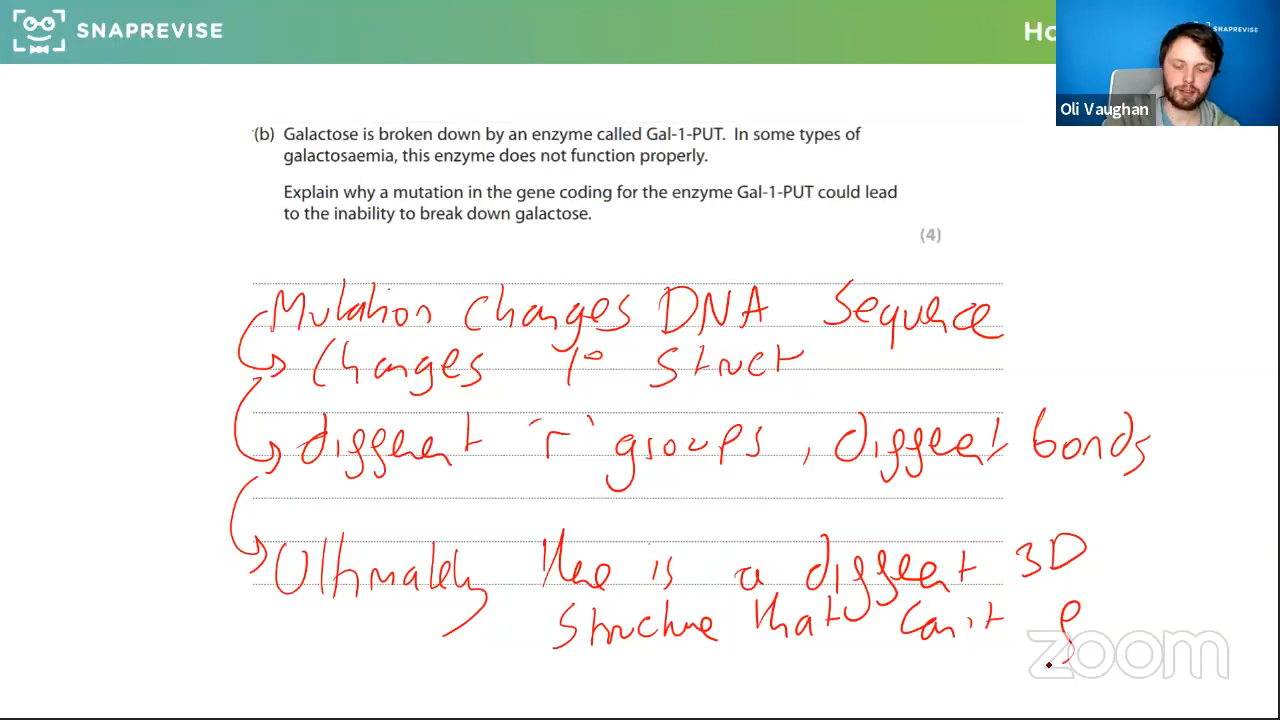 SNAPREVISE
Ho
SNAPREVISE
Oli Vaughan
(b) Galactose is broken down by an enzyme called Gal-1-PUT. In some types of
galactosaemia, this enzyme does not function properly.
Explain why a mutation in the gene coding for the enzyme Gal-1-PUT could lead
to the inability to break down galactose.
(4)
Mutation changes DNA Sequence
Changes 1° Struct
different "r" groups, different bonds
Ultimately there is a different 3D
structure that can't
zoom